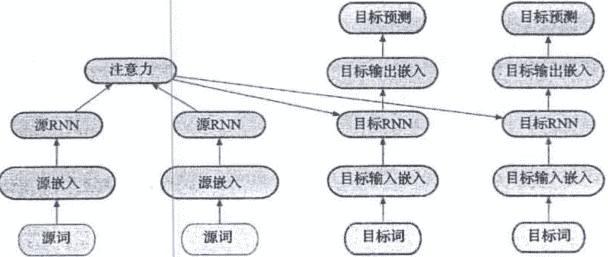 目标预测 目标预测
注意力 目标输出嵌入 目标输出嵌入
源RNN 源RNN 目标RNN 目标RNN
源嵌入 源嵌入 目标输入嵌入 目标输入嵌入
源词 源词 目标词 目标词